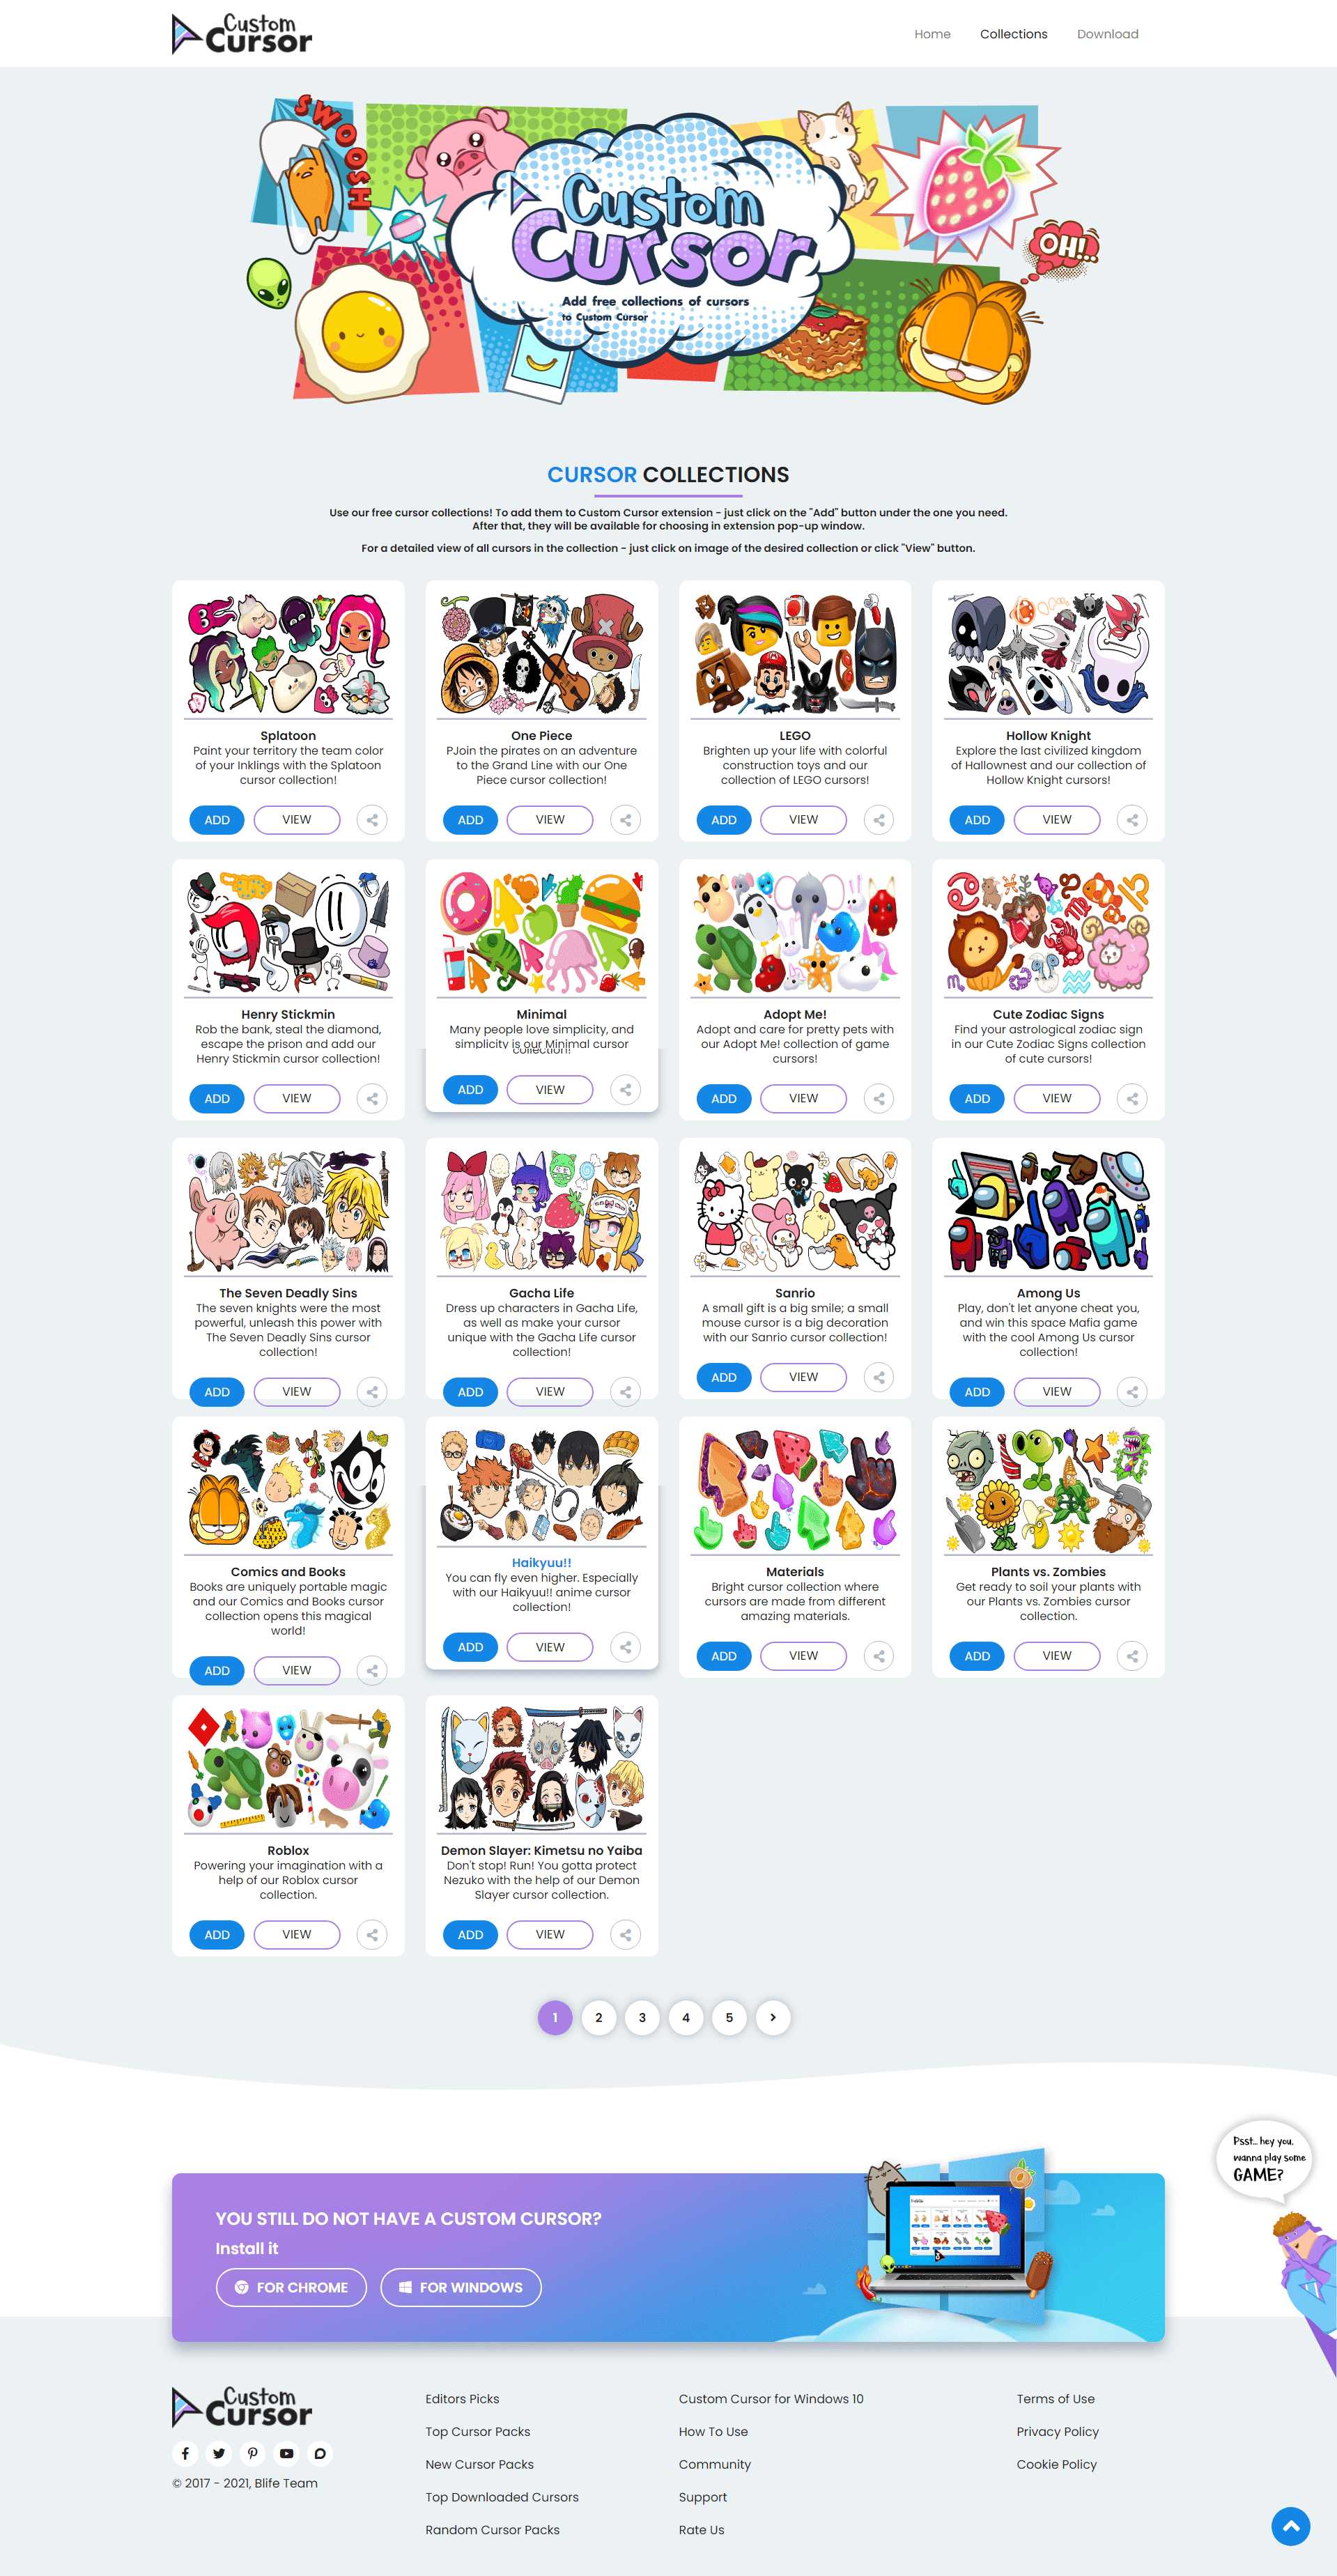 Custom
Cursor
Home
Collections
Download
SWOOSH
Custom
Cursor
Add free collections of cursors
to Custom Cursor
OH!..
CURSOR COLLECTIONS
Use our free cursor collections! To add them to Custom Cursor extension - just click on the "Add" button under the one you need.
After that, they will be available for choosing in extension pop-up window.
For a detailed view of all cursors in the collection - just click on image of the desired collection or click "View" button.
Splatoon
Paint your territory the team color
of your Inklings with the Splatoon
cursor collection!
ADD
VIEW
One Piece
PJoin the pirates on an adventure
to the Grand Line with our One
Piece cursor collection!
ADD
VIEW
LEGO
Brighten up your life with colorful
construction toys and our
collection of LEGO cursors!
ADD
VIEW
Hollow Knight
Explore the last civilized kingdom
of Hallownest and our collection of
Hollow Knight cursors!
ADD
VIEW
Henry Stickmin
Rob the bank, steal the diamond,
escape the prison and add our
Henry Stickmin cursor collection!
ADD
VIEW
Minimal
Many people love simplicity, and
simplicity is our Minimal cursor
collection!
ADD
VIEW
Adopt Me!
Adopt and care for pretty pets with
our Adopt Me! collection of game
cursors!
ADD
VIEW
Cute Zodiac Signs
Find your astrological zodiac sign
in our Cute Zodiac Signs collection
of cute cursors!
ADD
VIEW
The Seven Deadly Sins
The seven knights were the most
powerful, unleash this power with
The Seven Deadly Sins cursor
collection!
ADD
VIEW
Gacha Life
Dress up characters in Gacha Life,
as well as make your cursor
unique with the Gacha Life cursor
collection!
ADD
VIEW
Sanrio
A small gift is a big smile; a small
mouse cursor is a big decoration
with our Sanrio cursor collection!
ADD
VIEW
Among Us
Play, don't let anyone cheat you,
and win this space Mafia game
with the cool Among Us cursor
collection!
ADD
VIEW
Comics and Books
Books are uniquely portable magic
and our Comics and Books cursor
collection opens this magical
world!
ADD
VIEW
Haikyuu!!
You can fly even higher. Especially
with our Haikyuu!! anime cursor
collection!
ADD
VIEW
Materials
Bright cursor collection where
cursors are made from different
amazing materials.
ADD
VIEW
Plants vs. Zombies
Get ready to soil your plants with
our Plants vs. Zombies cursor
collection.
ADD
VIEW
Roblox
Powering your imagination with a
help of our Roblox cursor
collection.
ADD
VIEW
Demon Slayer: Kimetsu no Yaiba
Don't stop! Run! You gotta protect
Nezuko with the help of our Demon
Slayer cursor collection.
ADD
VIEW
1
2
3
4
5
Psst... hey you,
wanna play some
GAME?
YOU STILL DO NOT HAVE A CUSTOM CURSOR?
Install it
FOR CHROME
FOR WINDOWS
Custom
Cursor
© 2017 - 2021, Blife Team
Editors Picks
Top Cursor Packs
New Cursor Packs
Top Downloaded Cursors
Random Cursor Packs
Custom Cursor for Windows 10
How To Use
Community
Support
Rate Us
Terms of Use
Privacy Policy
Cookie Policy